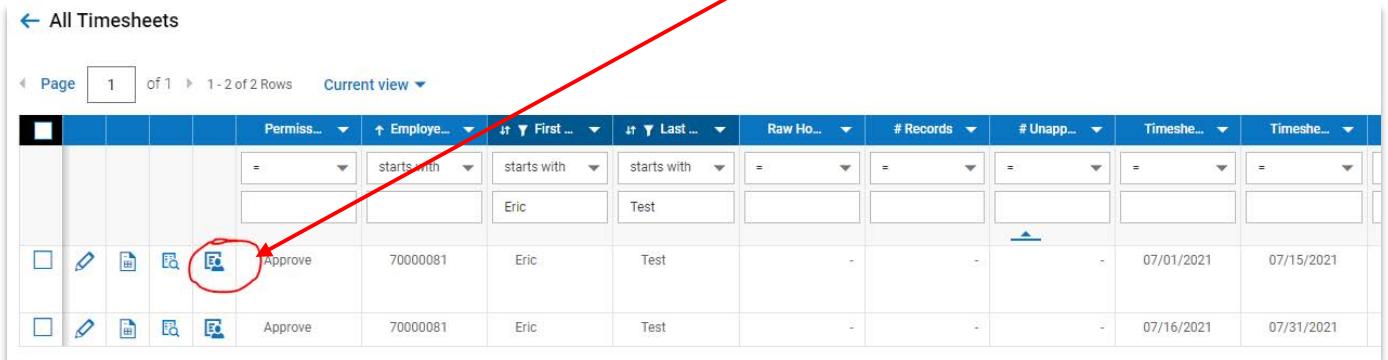 ← All Timesheets
Page 1 of 1 1 - 2 of 2 Rows Current view
Permiss... ↑ Employe... First ... Last ... Raw Ho... # Records # Unapp... Timeshe... Timeshe...
= starts with starts with starts with = = = = =
Eric Test
Approve 70000081 Eric Test - - - 07/01/2021 07/15/2021
Approve 70000081 Eric Test - - - 07/16/2021 07/31/2021